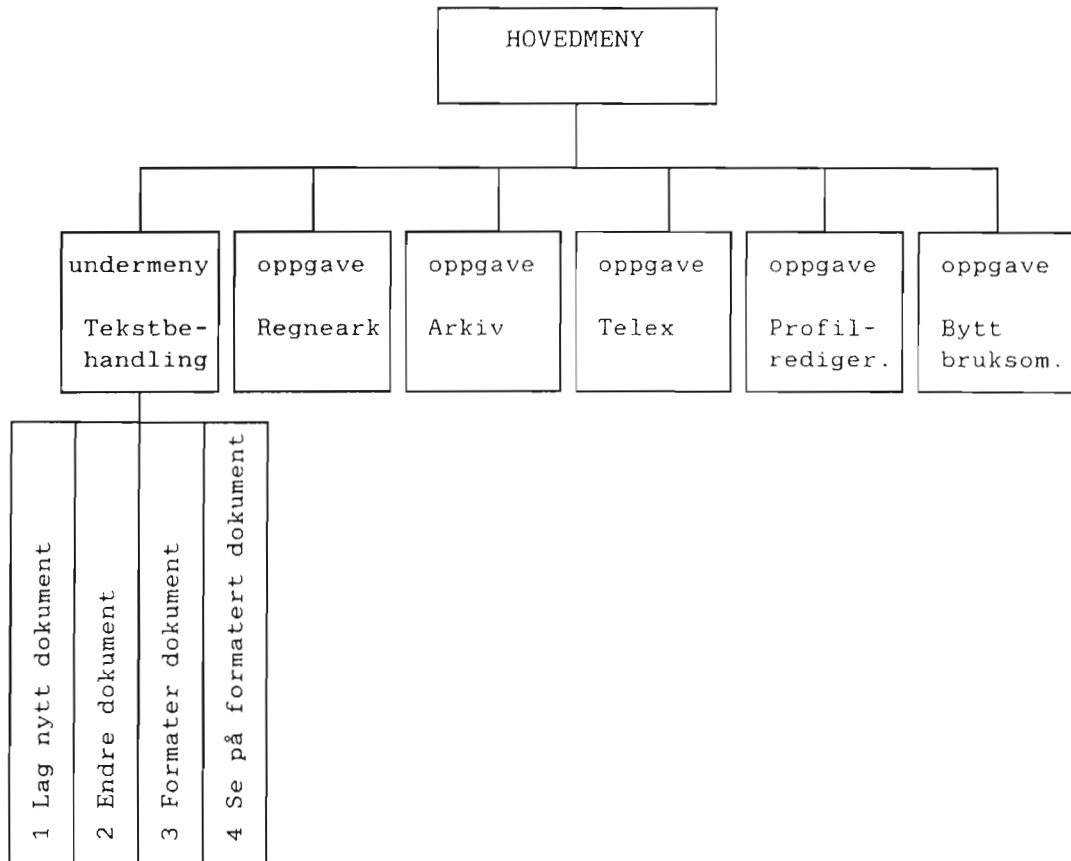 HOVEDMENY
undermeny
Tekstbe-
handling
oppgave
Regneark
oppgave
Arkiv
oppgave
Telex
oppgave
Profil-
rediger.
oppgave
Bytt
bruksom.
1 Lag nytt dokument
2 Endre dokument
3 Formater dokument
4 Se på formatert dokument